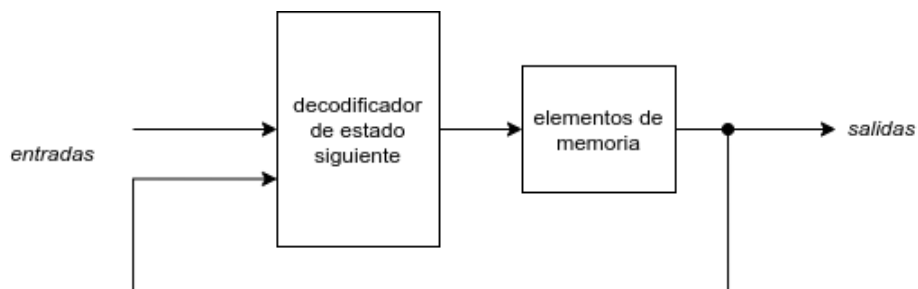 entradas
decodificador
de estado
siguiente
elementos de
memoria
salidas